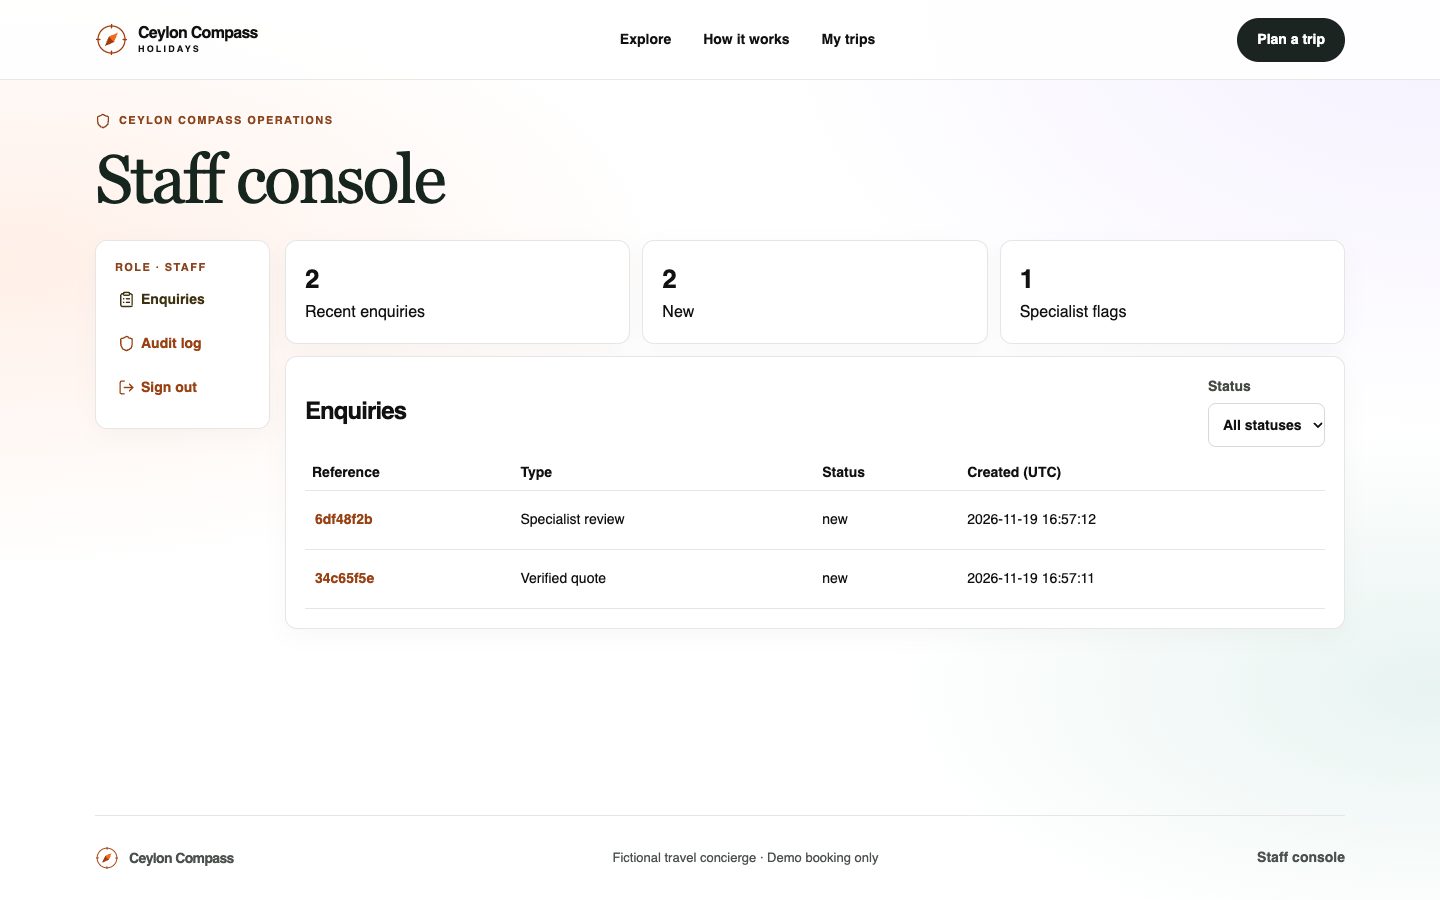 Ceylon Compass
HOLIDAYS
Explore
How it works
My trips
Plan a trip
CEYLON COMPASS OPERATIONS
Staff console
ROLE · STAFF
Enquiries
Audit log
Sign out
2
Recent enquiries
2
New
1
Specialist flags
Enquiries
Status
All statuses
Reference Type Status Created (UTC)
6df48f2b Specialist review new 2026-11-19 16:57:12
34c65f5e Verified quote new 2026-11-19 16:57:11
Ceylon Compass
Fictional travel concierge · Demo booking only
Staff console